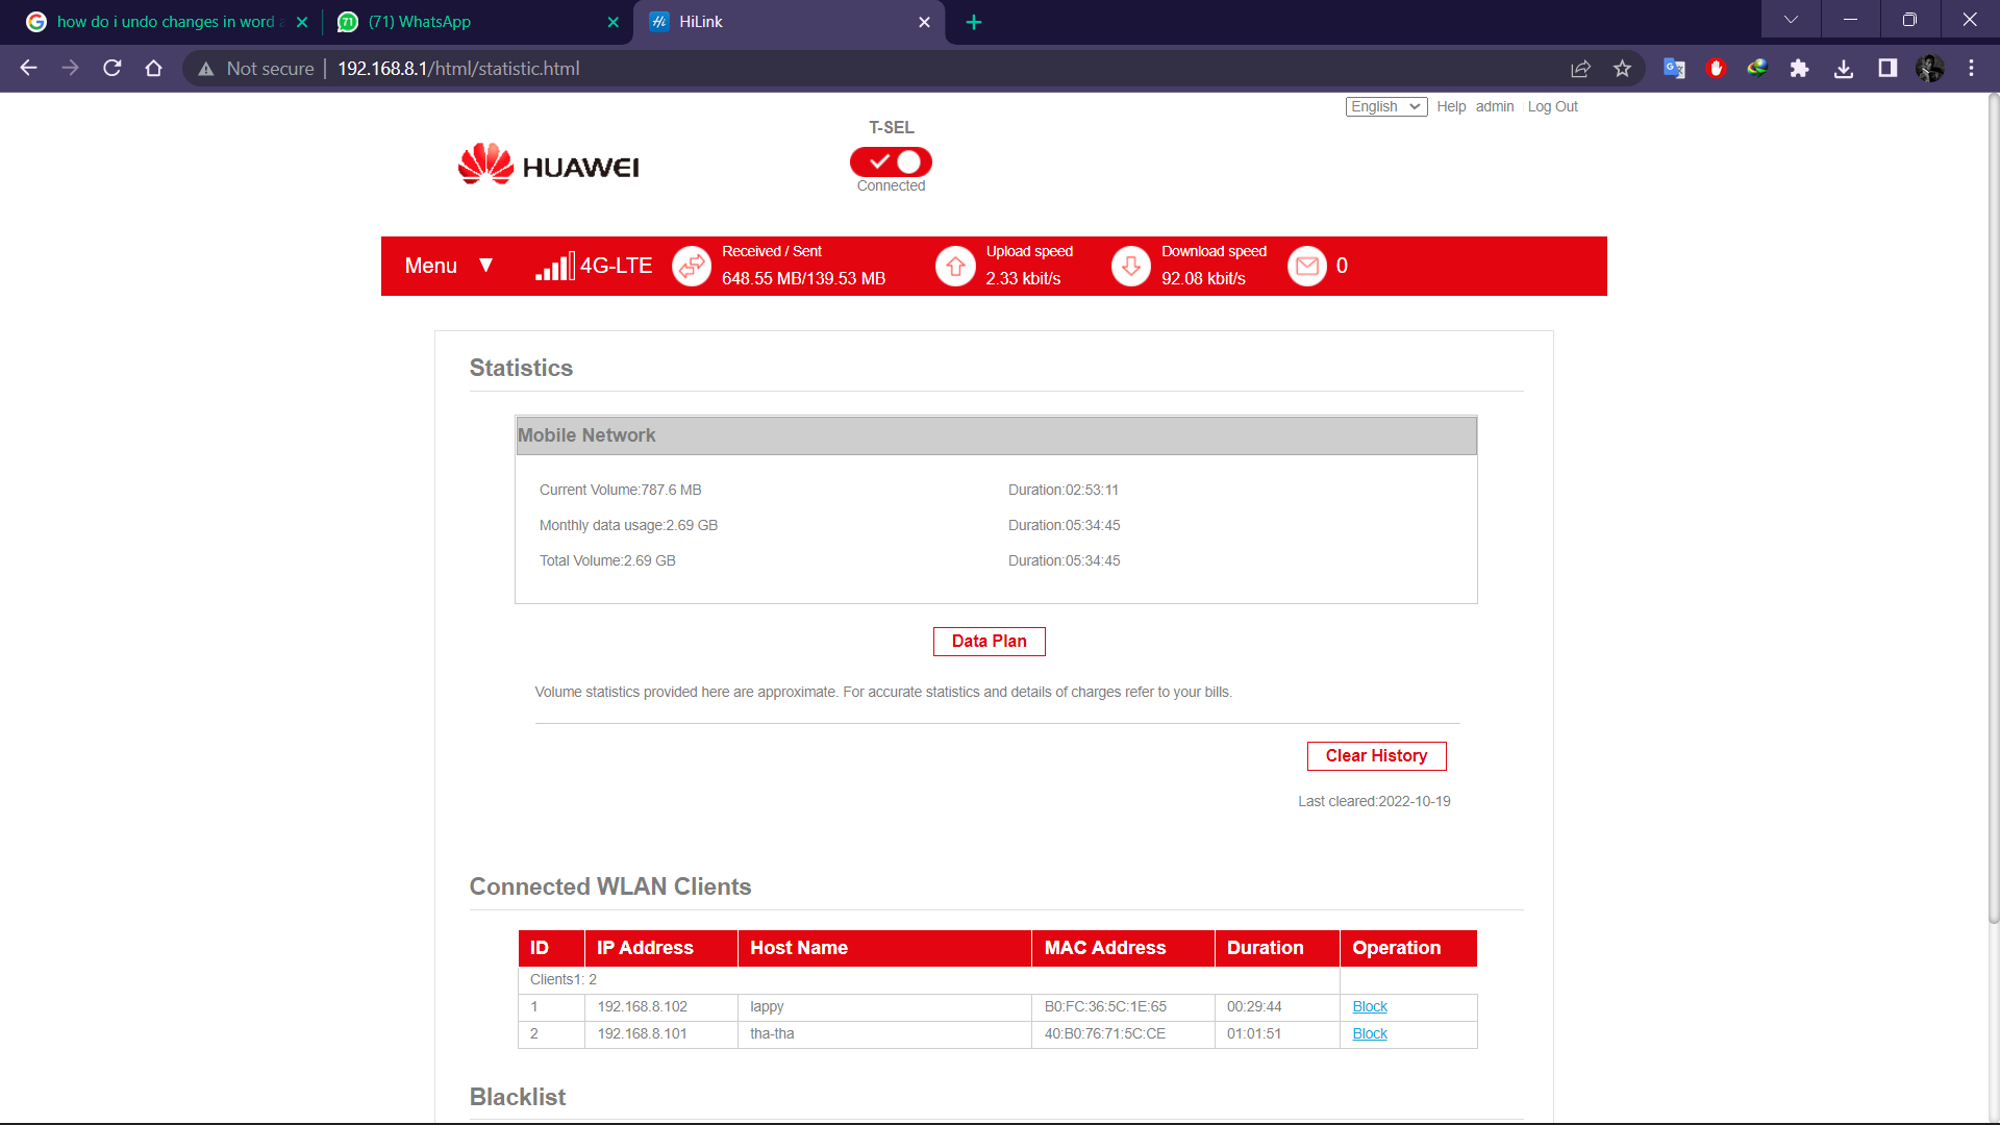 how do i undo changes in word
71
(71) WhatsApp
HiLink
Not secure
192.168.8.1/html/statistic.html
English
Help
admin
Log Out
T-SEL
HUAWEI
Connected
Menu
4G-LTE
Received / Sent
648.55 MB/139.53 MB
Upload speed
2.33 kbit/s
Download speed
92.08 kbit/s
0
Statistics
Mobile Network
Current Volume:787.6 MB
Duration:02:53:11
Monthly data usage:2.69 GB
Duration:05:34:45
Total Volume:2.69 GB
Duration:05:34:45
Data Plan
Volume statistics provided here are approximate. For accurate statistics and details of charges refer to your bills.
Clear History
Last cleared:2022-10-19
Connected WLAN Clients
ID IP Address Host Name MAC Address Duration Operation
Clients1: 2
1 192.168.8.102 lappy B0:FC:36:5C:1E:65 00:29:44 Block
2 192.168.8.101 tha-tha 40:B0:76:71:5C:CE 01:01:51 Block
Blacklist